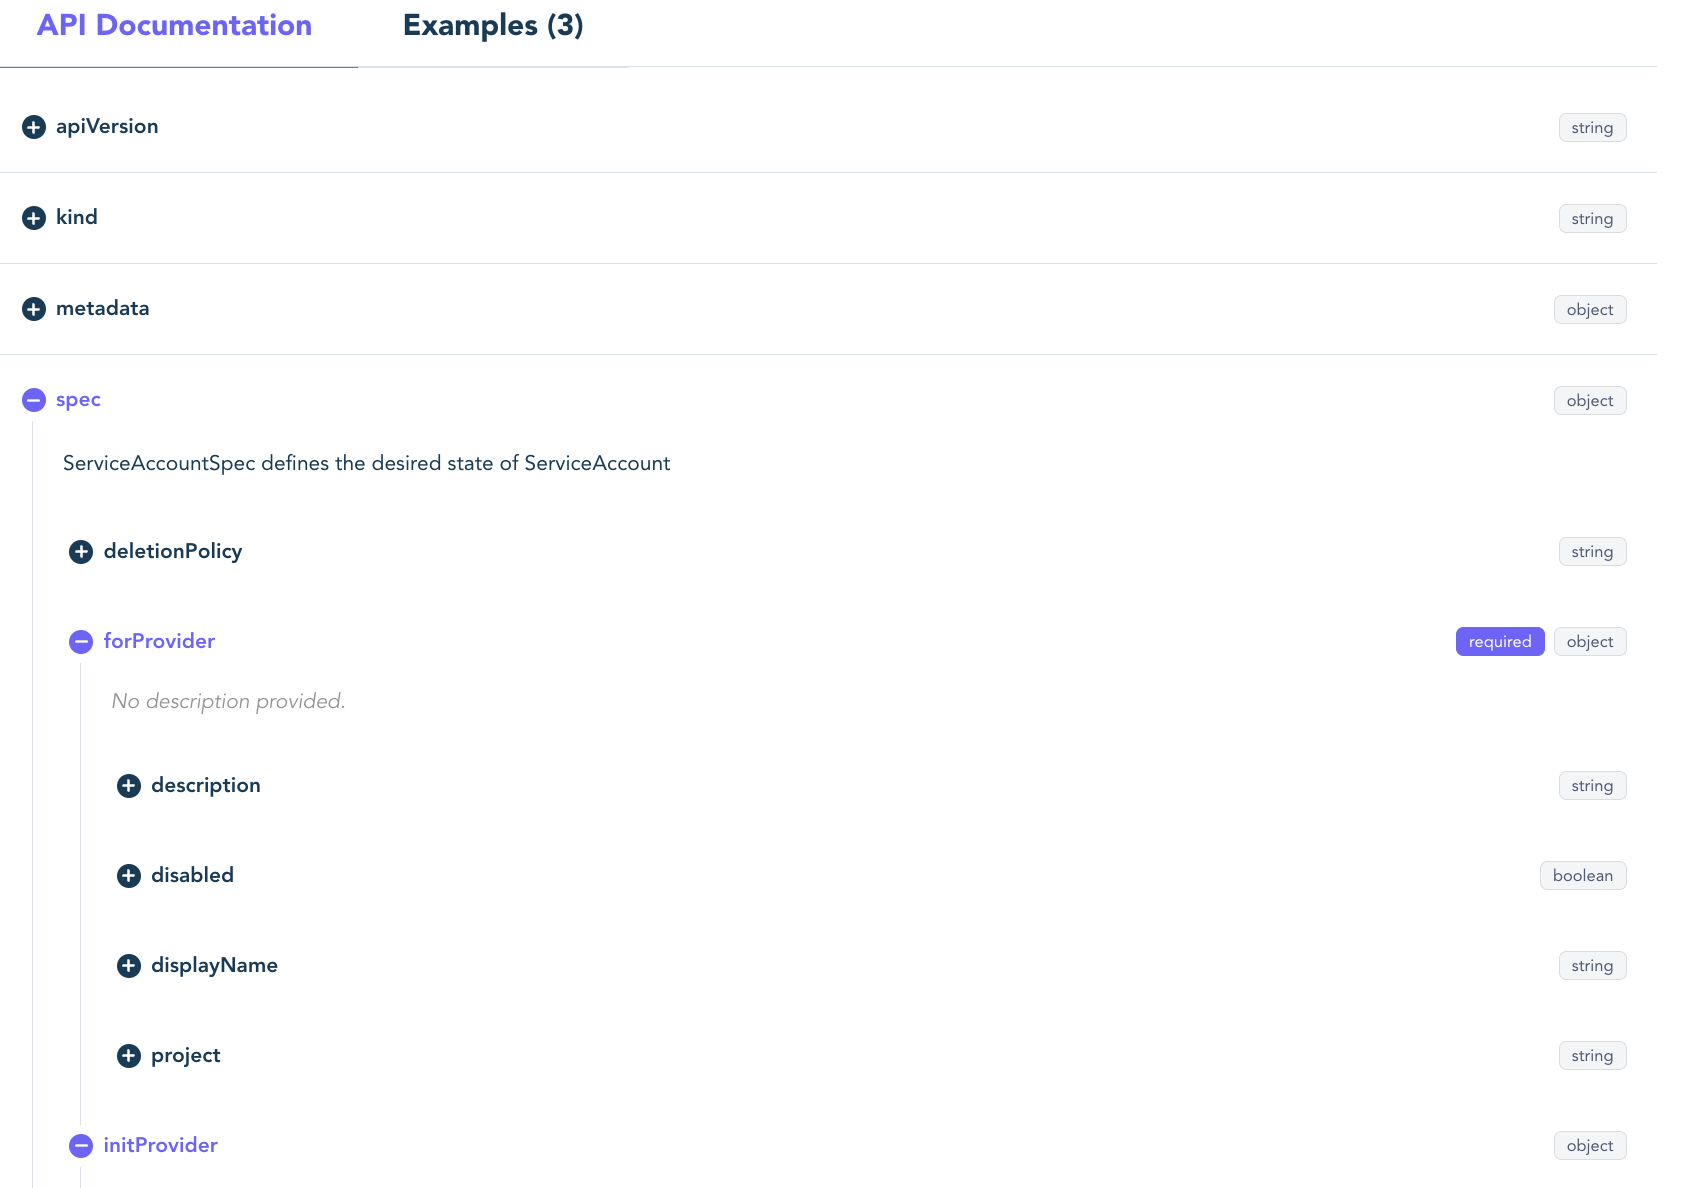 API Documentation Examples (3)
apiVersion string
kind string
metadata object
spec object
ServiceAccountSpec defines the desired state of ServiceAccount
deletionPolicy string
forProvider required object
No description provided.
description string
disabled boolean
displayName string
project string
initProvider object